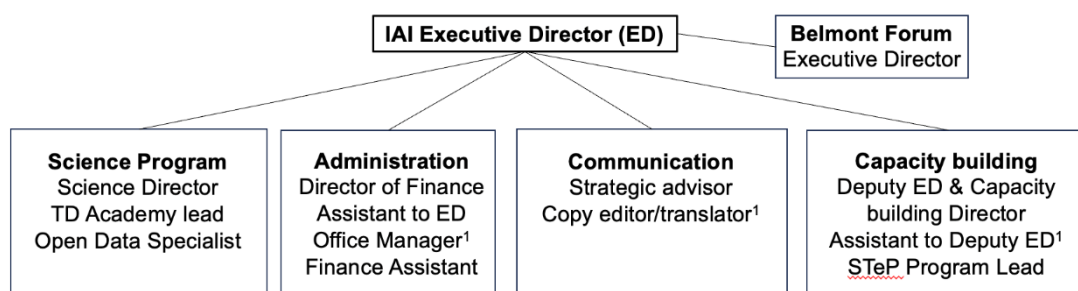 IAI Executive Director (ED)
Belmont Forum
Executive Director
Science Program
Science Director
TD Academy lead
Open Data Specialist
Administration
Director of Finance
Assistant to ED
Office Manager¹
Finance Assistant
Communication
Strategic advisor
Copy editor/translator¹
Capacity building
Deputy ED & Capacity
building Director
Assistant to Deputy ED¹
STeP Program Lead